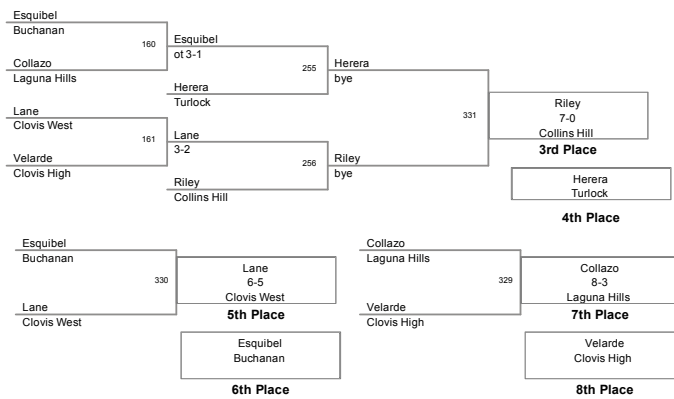 Esquibel
Buchanan
160
Collazo
Laguna Hills
Esquibel
ot 3-1
255
Herera
Turlock
Herera
bye
Lane
Clovis West
161
Velarde
Clovis High
Lane
3-2
256
Riley
Collins Hill
Riley
bye
331
Riley
7-0
Collins Hill
3rd Place
Herera
Turlock
4th Place
Esquibel
Buchanan
330
Lane
Clovis West
Lane
6-5
Clovis West
5th Place
Esquibel
Buchanan
6th Place
Collazo
Laguna Hills
329
Velarde
Clovis High
Collazo
8-3
Laguna Hills
7th Place
Velarde
Clovis High
8th Place